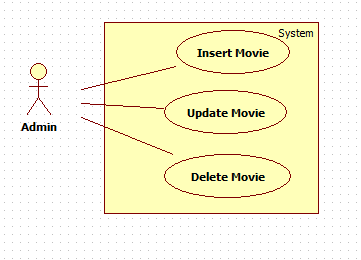 System
Insert Movie
Update Movie
Admin
Delete Movie